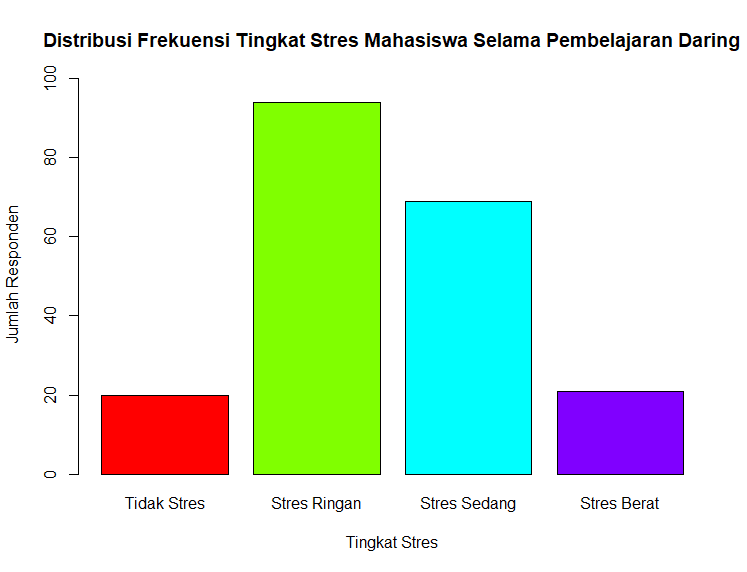 Distribusi Frekuensi Tingkat Stres Mahasiswa Selama Pembelajaran Daring
Jumlah Responden
100
80
60
40
20
0
Tidak Stres
Stres Ringan
Stres Sedang
Stres Berat
Tingkat Stres